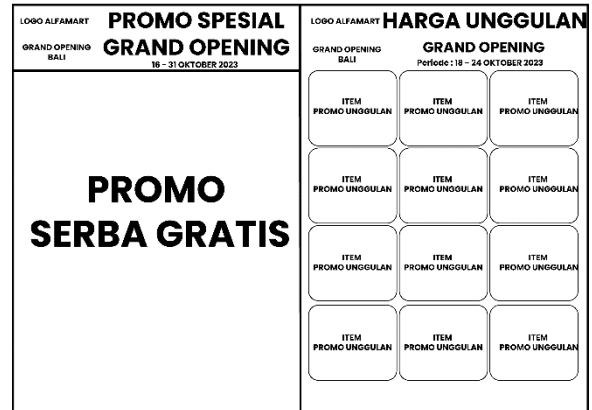 LOGO ALFAMART
PROMO SPESIAL
GRAND OPENING
GRAND OPENING
BALI
16 - 31 OKTOBER 2023
PROMO
SERBA GRATIS
LOGO ALFAMART
HARGA UNGGULAN
GRAND OPENING
BALI
GRAND OPENING
Periode : 18 - 24 OKTOBER 2023
ITEM
PROMO UNGGULAN
ITEM
PROMO UNGGULAN
ITEM
PROMO UNGGULAN
ITEM
PROMO UNGGULAN
ITEM
PROMO UNGGULAN
ITEM
PROMO UNGGULAN
ITEM
PROMO UNGGULAN
ITEM
PROMO UNGGULAN
ITEM
PROMO UNGGULAN
ITEM
PROMO UNGGULAN
ITEM
PROMO UNGGULAN
ITEM
PROMO UNGGULAN